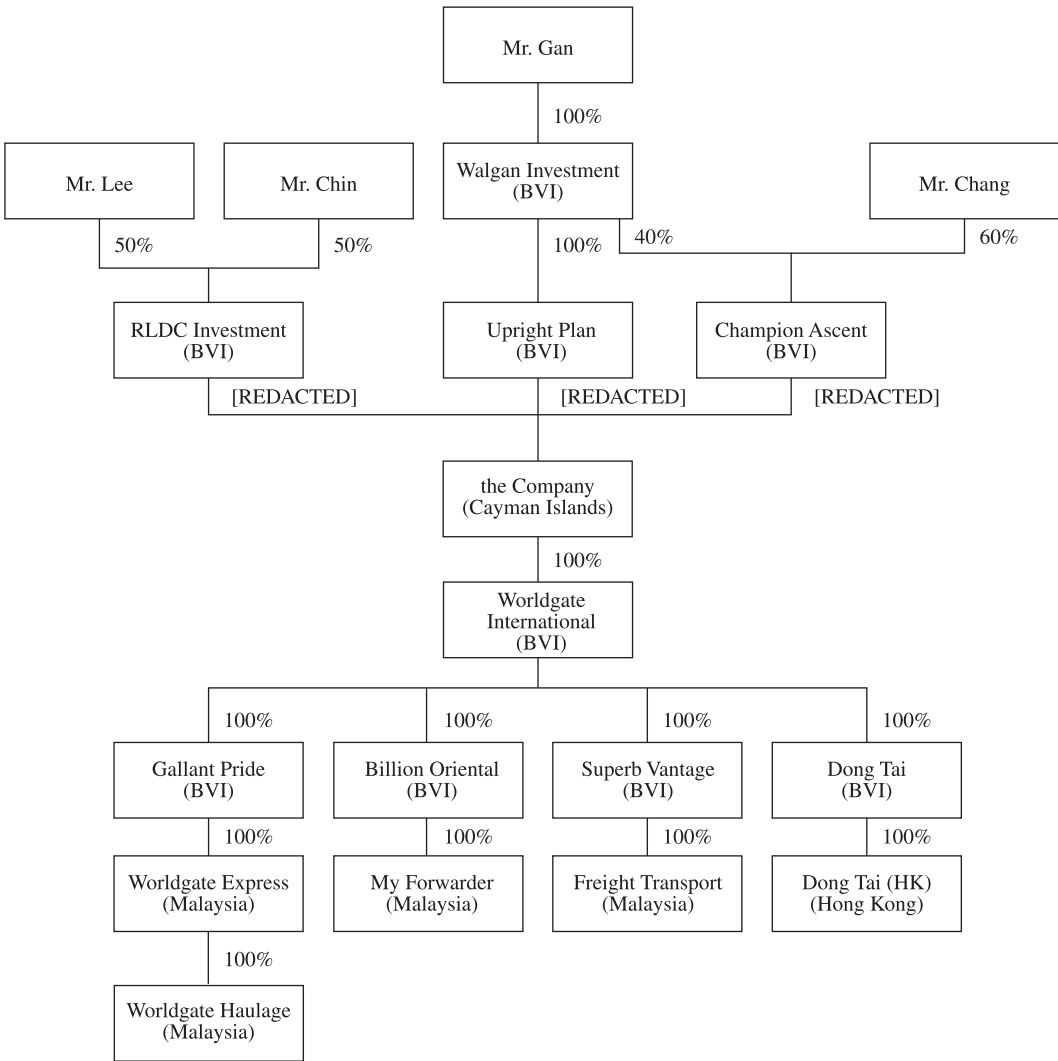 Mr. Gan
100%
Mr. Lee
Mr. Chin
Walgan Investment
(BVI)
Mr. Chang
50%
50%
100%
40%
60%
RLDC Investment
(BVI)
Upright Plan
(BVI)
Champion Ascent
(BVI)
[REDACTED]
[REDACTED]
[REDACTED]
the Company
(Cayman Islands)
100%
Worldgate
International
(BVI)
100%
100%
100%
100%
Gallant Pride
(BVI)
Billion Oriental
(BVI)
Superb Vantage
(BVI)
Dong Tai
(BVI)
100%
100%
100%
100%
Worldgate Express
(Malaysia)
My Forwarder
(Malaysia)
Freight Transport
(Malaysia)
Dong Tai (HK)
(Hong Kong)
100%
Worldgate Haulage
(Malaysia)